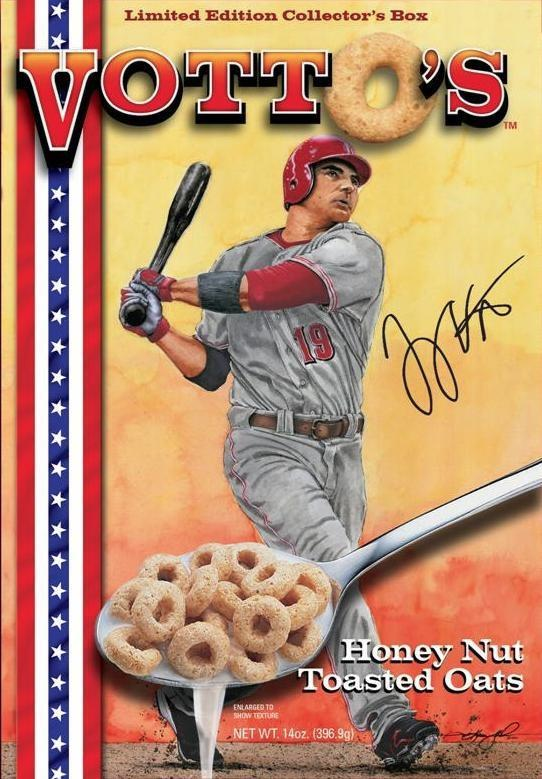 Limited Edition Collector's Box
VOTTO'S
TM
19
Honey Nut
Toasted Oats
ENLARGED TO
SHOW TEXTURE
NET WT. 14oz. (396.9g)